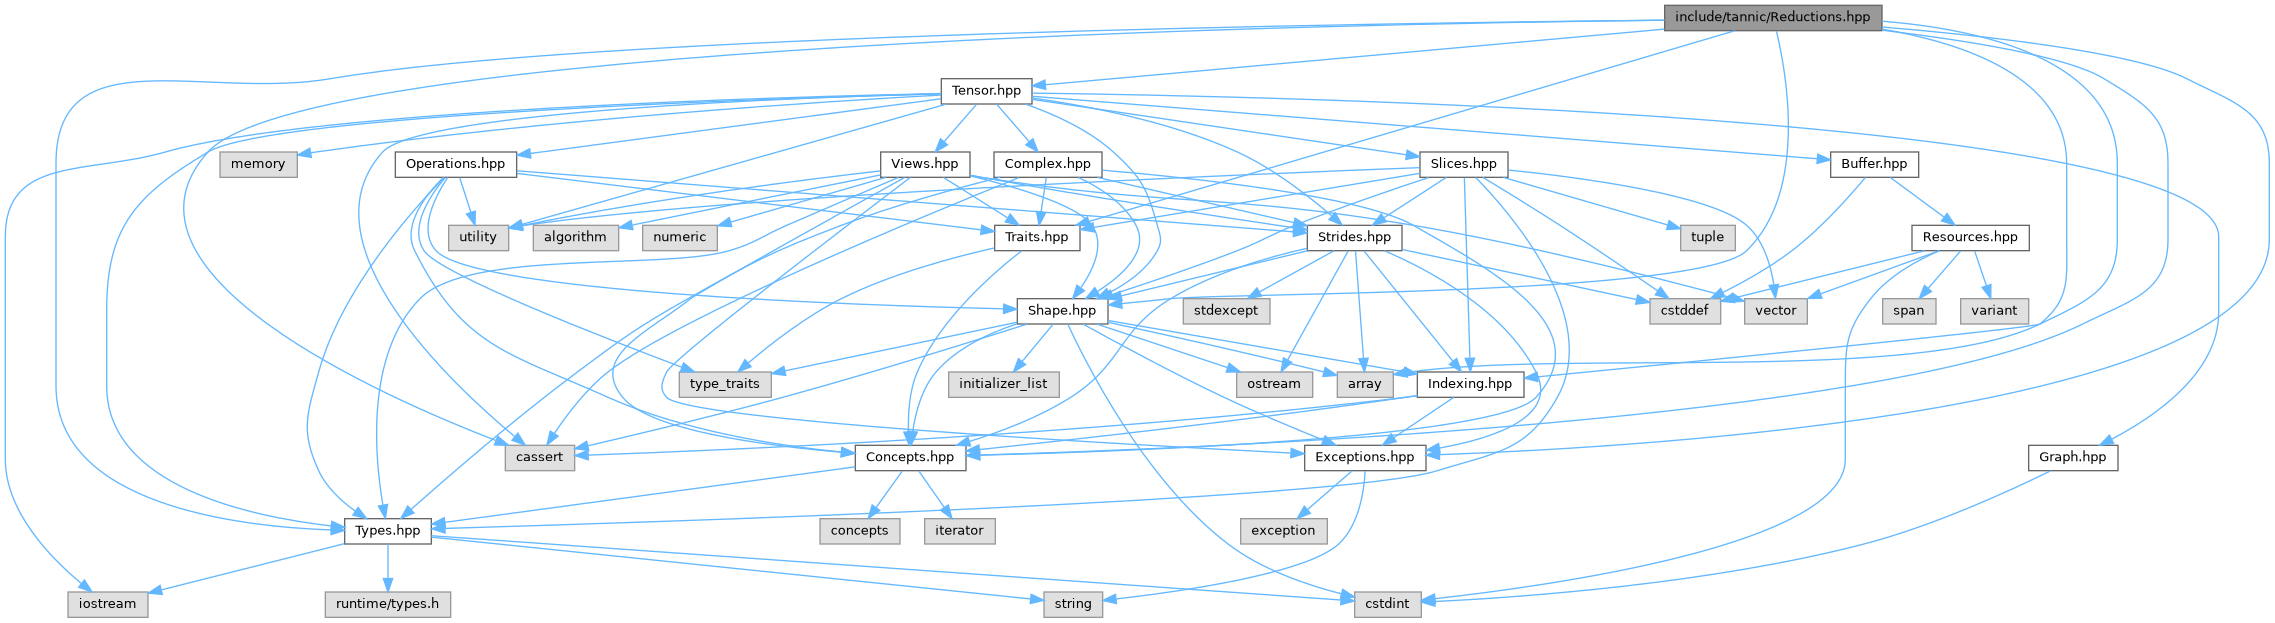 include/tannic/Reductions.hpp
Tensor.hpp
memory
Operations.hpp
Views.hpp
Complex.hpp
Slices.hpp
Buffer.hpp
utility
algorithm
numeric
Traits.hpp
Strides.hpp
tuple
Resources.hpp
Shape.hpp
stdexcept
cstddef
vector
span
variant
type_traits
initializer_list
ostream
array
Indexing.hpp
cassert
Concepts.hpp
Exceptions.hpp
Graph.hpp
Types.hpp
concepts
iterator
exception
iostream
runtime/types.h
string
cstdint